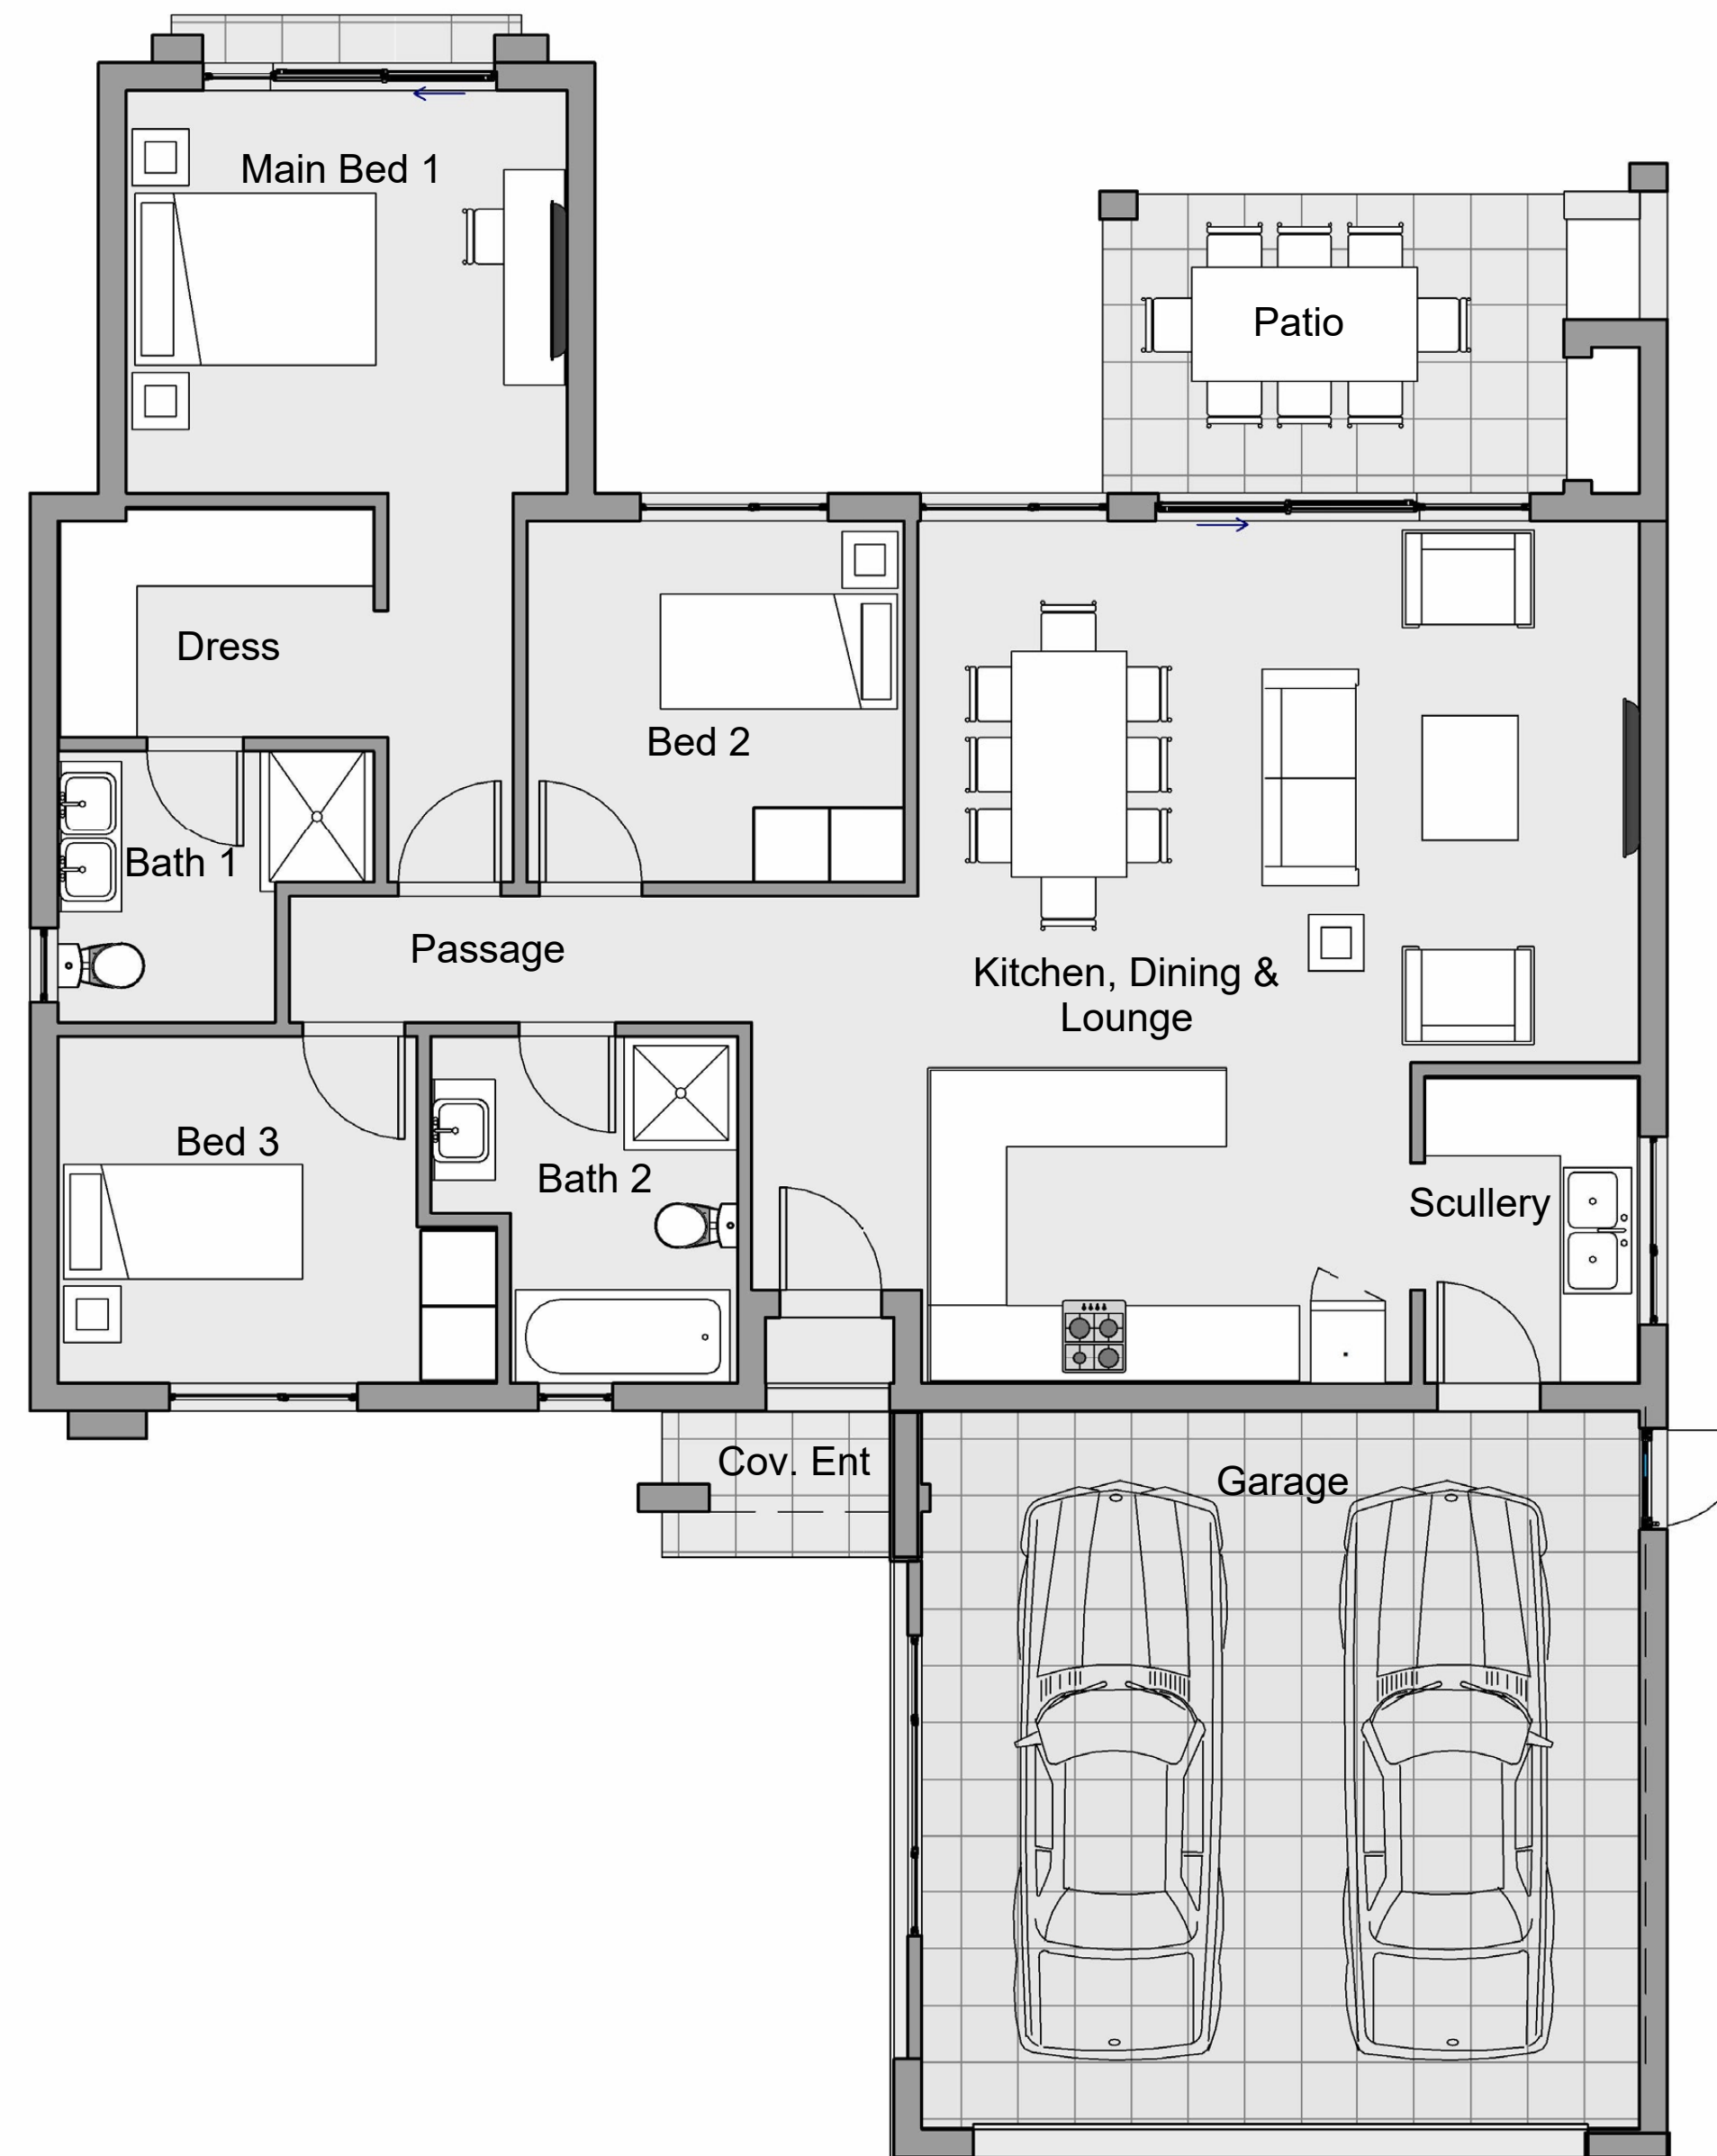 Main Bed 1
Patio
Dress
Bed 2
Bath 1
Passage
Kitchen, Dining &
Lounge
Bed 3
Bath 2
Scullery
Cov. Ent
Garage